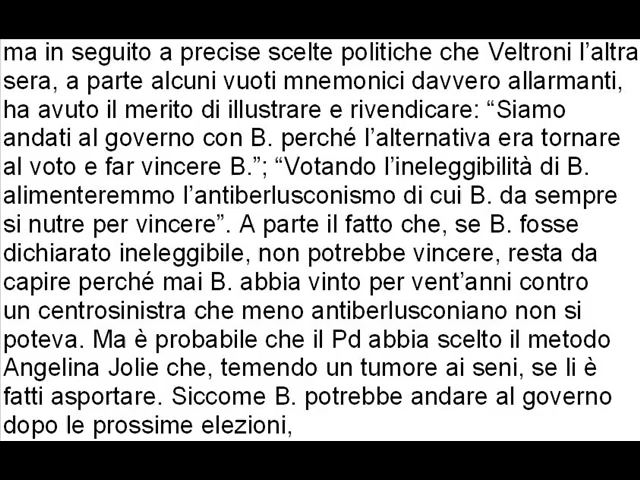 ma in seguito a precise scelte politiche che Veltroni l’altra
sera, a parte alcuni vuoti mnemonici davvero allarmanti,
ha avuto il merito di illustrare e rivendicare: “Siamo
andati al governo con B. perché l’alternativa era tornare
al voto e far vincere B.”; “Votando l’ineleggibilità di B.
alimenteremmo l’antiberlusconismo di cui B. da sempre
si nutre per vincere”. A parte il fatto che, se B. fosse
dichiarato ineleggibile, non potrebbe vincere, resta da
capire perché mai B. abbia vinto per vent’anni contro
un centrosinistra che meno antiberlusconiano non si
poteva. Ma è probabile che il Pd abbia scelto il metodo
Angelina Jolie che, temendo un tumore ai seni, se li è
fatti asportare. Siccome B. potrebbe andare al governo
dopo le prossime elezioni,